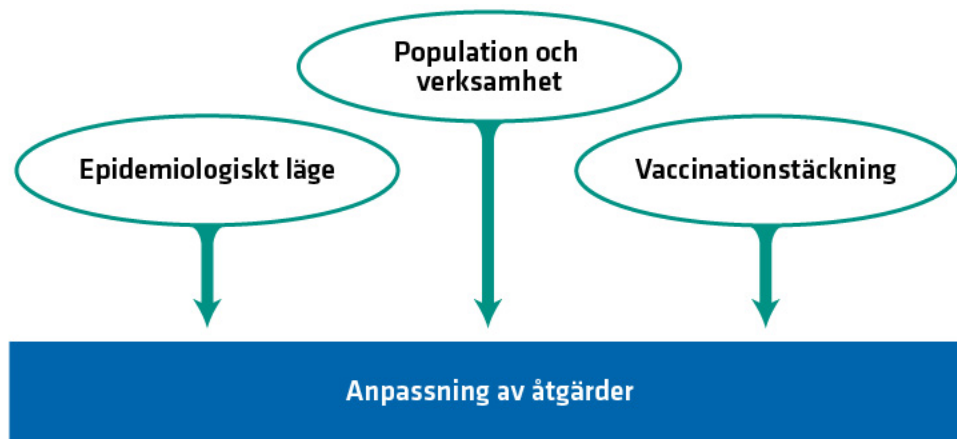 Population och
verksamhet
Epidemiologiskt läge
Vaccinationstäckning
Anpassning av åtgärder